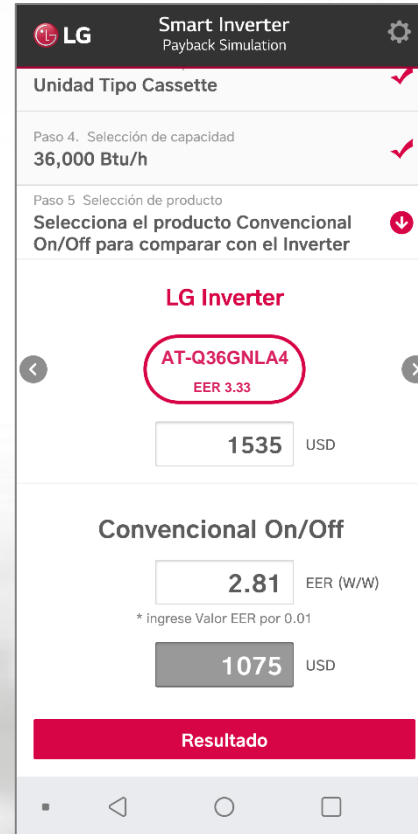 LG
Smart Inverter
Payback Simulation
Unidad Tipo Cassette
Paso 4. Selección de capacidad
36,000 Btu/h
Paso 5 Selección de producto
Selecciona el producto Convencional
On/Off para comparar con el Inverter
LG Inverter
AT-Q36GNLA4
EER 3.33
1535 USD
Convencional On/Off
2.81 EER (W/W)
* ingrese Valor EER por 0.01
1075 USD
Resultado